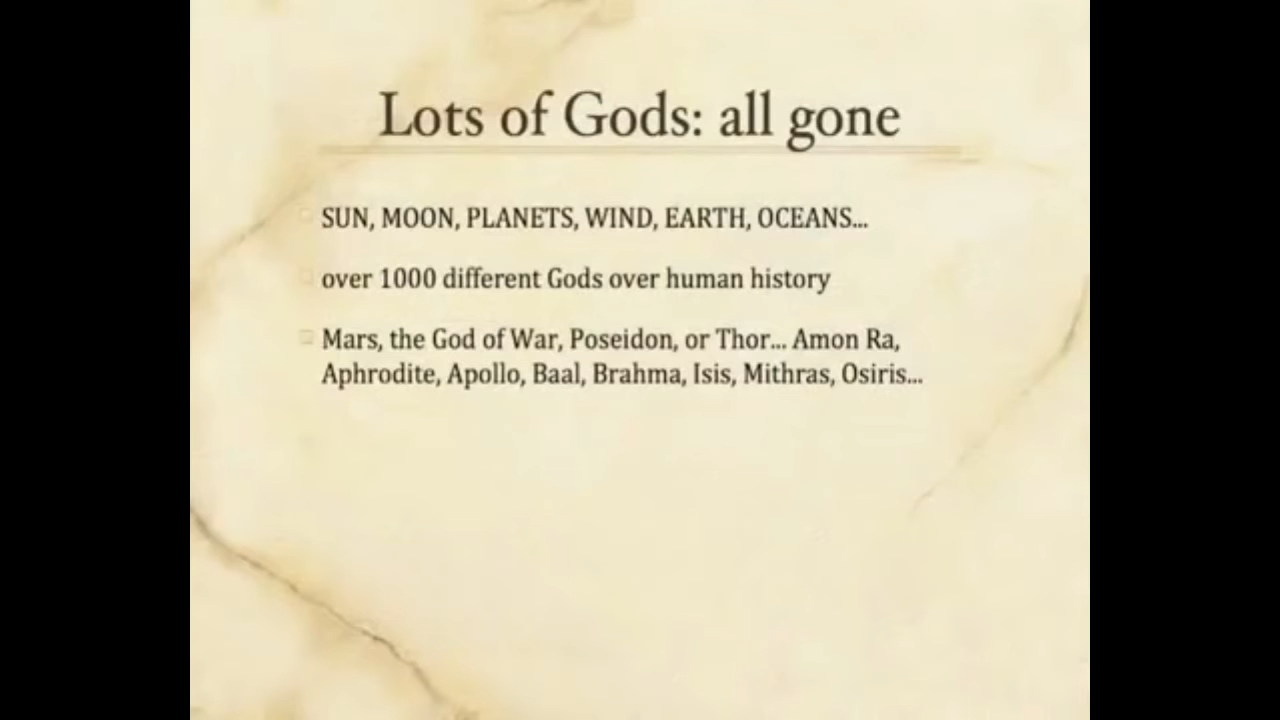 Lots of Gods: all gone
SUN, MOON, PLANETS, WIND, EARTH, OCEANS...
over 1000 different Gods over human history
Mars, the God of War, Poseidon, or Thor... Amon Ra,
Aphrodite, Apollo, Baal, Brahma, Isis, Mithras, Osiris...